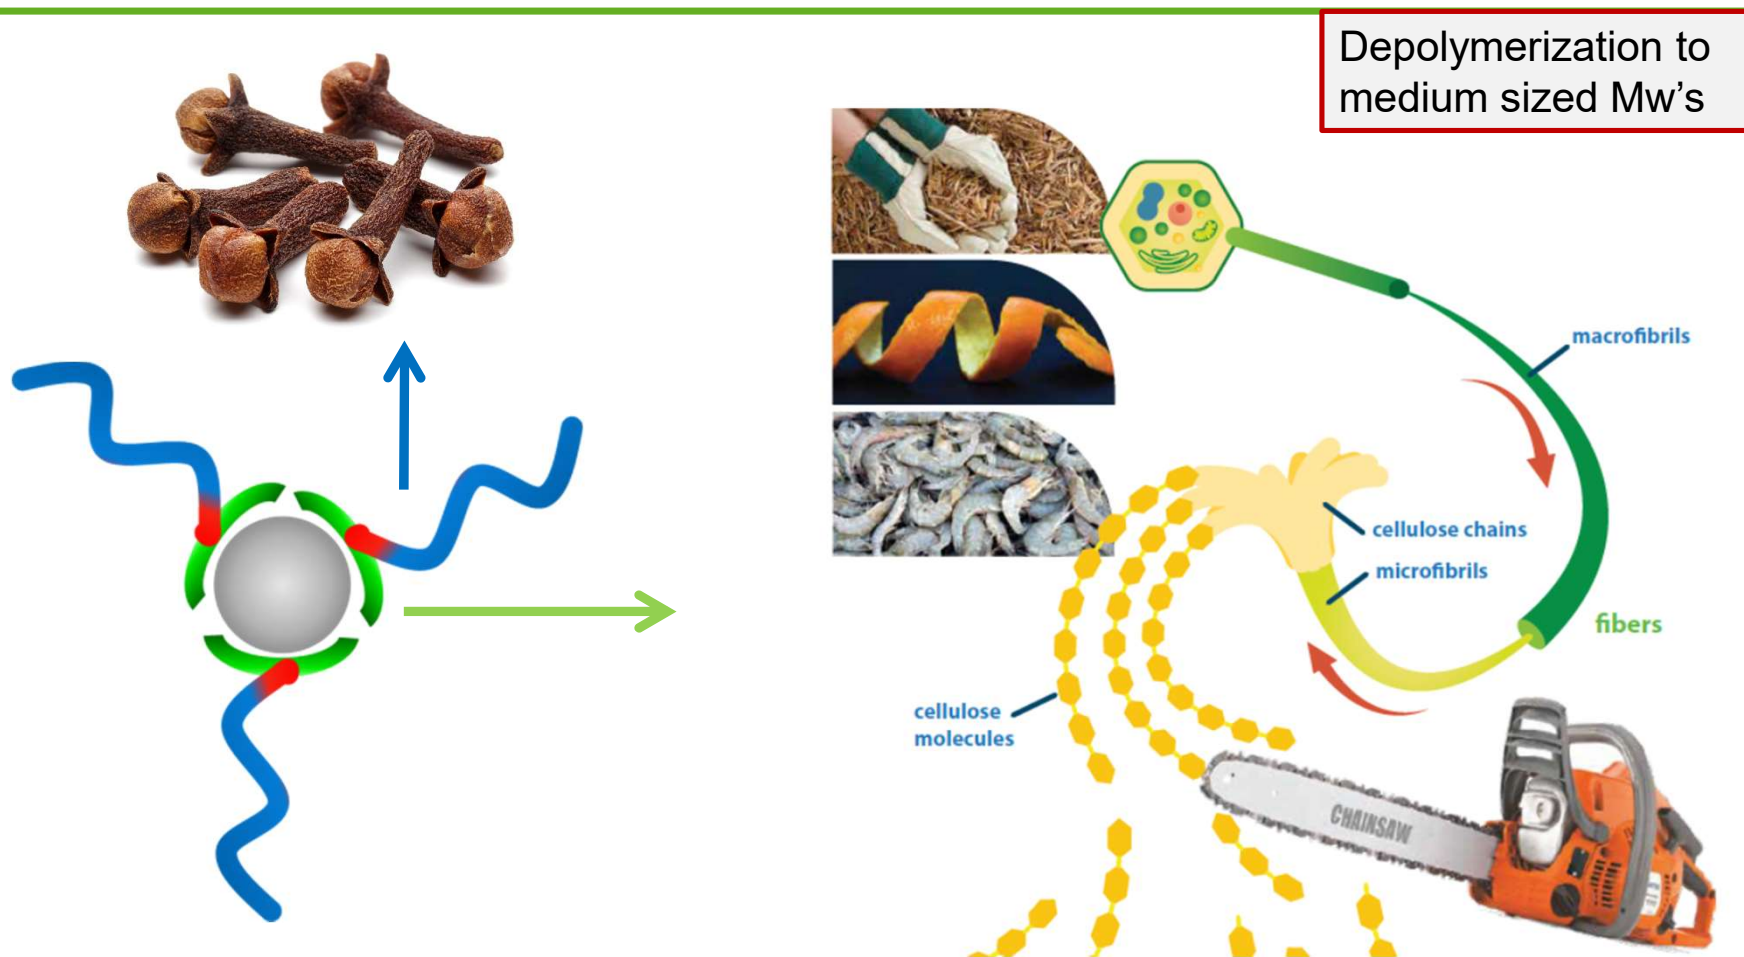 Depolymerization to
medium sized Mw’s
macrofibrils
cellulose chains
microfibrils
fibers
cellulose
molecules
CHAINSAW